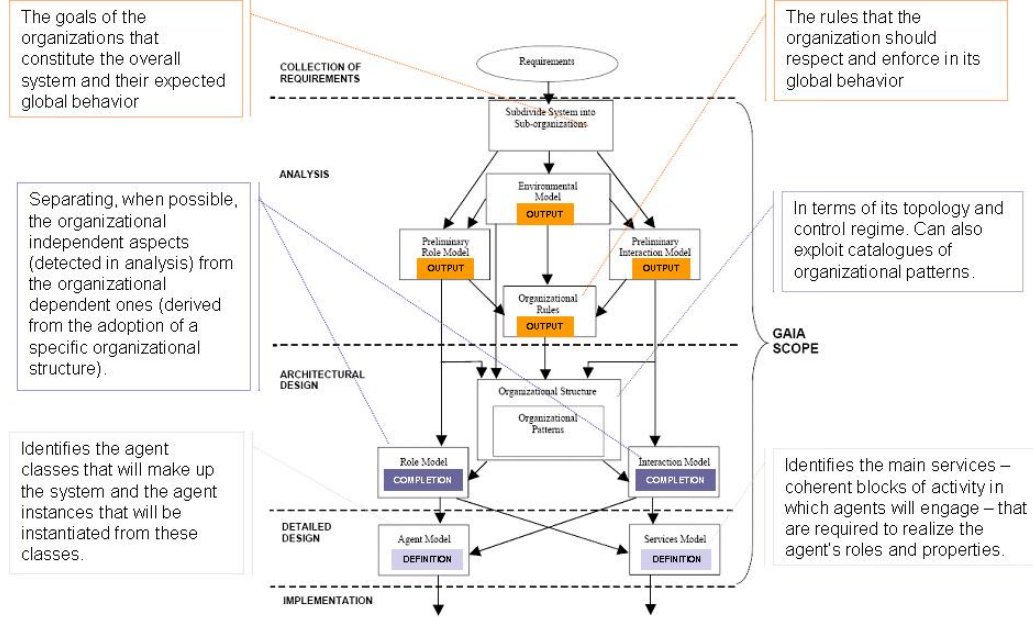 The goals of the
organizations that
constitute the overall
system and their expected
global behavior
The rules that the
organization should
respect and enforce in its
global behavior
COLLECTION OF
REQUIREMENTS
Requirements
Subdivide System into
Sub-organizations
ANALYSIS
Environmental
Model
OUTPUT
Separating, when possible,
the organizational
independent aspects
(detected in analysis) from
the organizational
dependent ones (derived
from the adoption of a
specific organizational
structure).
In terms of its topology and
control regime. Can also
exploit catalogues of
organizational patterns.
Preliminary
Role Model
OUTPUT
Preliminary
Interaction Model
OUTPUT
Organizational
Rules
OUTPUT
GAIA
SCOPE
ARCHITECTURAL
DESIGN
Organizational Structure
Organizational
Patterns
Role Model
COMPLETION
Interaction Model
COMPLETION
Identifies the agent
classes that will make up
the system and the agent
instances that will be
instantiated from these
classes.
Identifies the main services –
coherent blocks of activity in
which agents will engage – that
are required to realize the
agent's roles and properties.
DETAILED
DESIGN
Agent Model
DEFINITION
Services Model
DEFINITION
IMPLEMENTATION